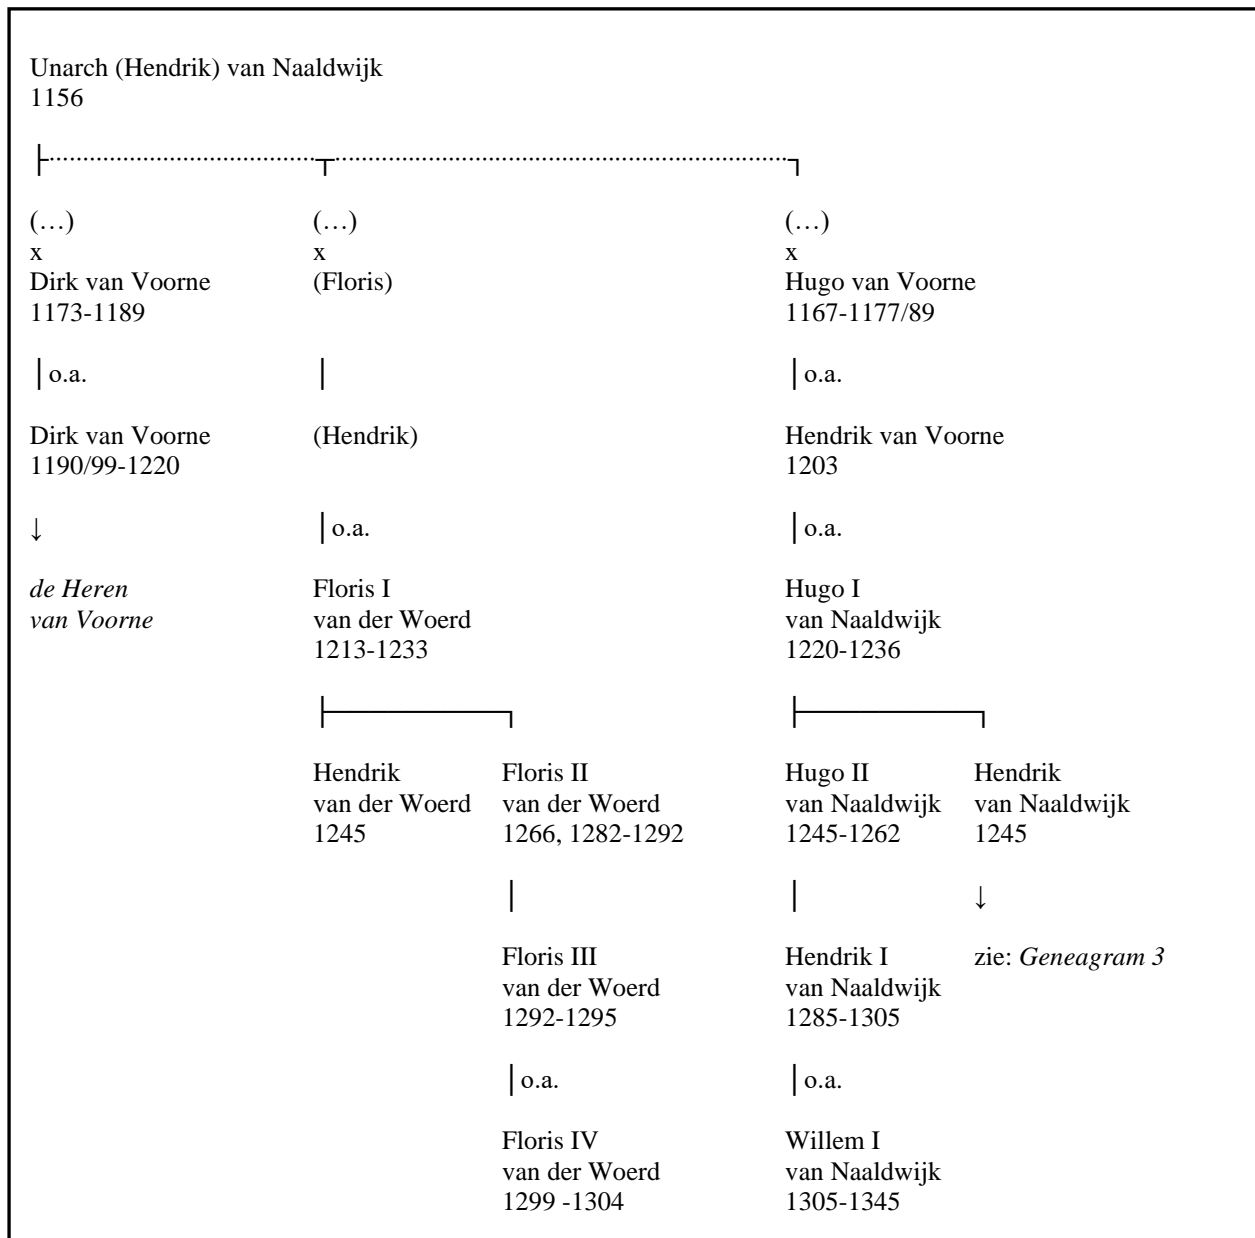 Unarch (Hendrik) van Naaldwijk
1156
(…) (…) (…)
x x x
Dirk van Voorne (Floris) Hugo van Voorne
1173-1189 1167-1177/89
o.a. o.a.
Dirk van Voorne (Hendrik) Hendrik van Voorne
1190/99-1220 1203
↓ o.a. o.a.
de Heren Floris I Hugo I
van Voorne van der Woerd van Naaldwijk
1213-1233 1220-1236
Hendrik Floris II Hugo II Hendrik
van der Woerd van der Woerd van Naaldwijk van Naaldwijk
1245 1266, 1282-1292 1245-1262 1245
↓
Floris III Hendrik I zie: Geneagram 3
van der Woerd van Naaldwijk
1292-1295 1285-1305
o.a. o.a.
Floris IV Willem I
van der Woerd van Naaldwijk
1299 -1304 1305-1345